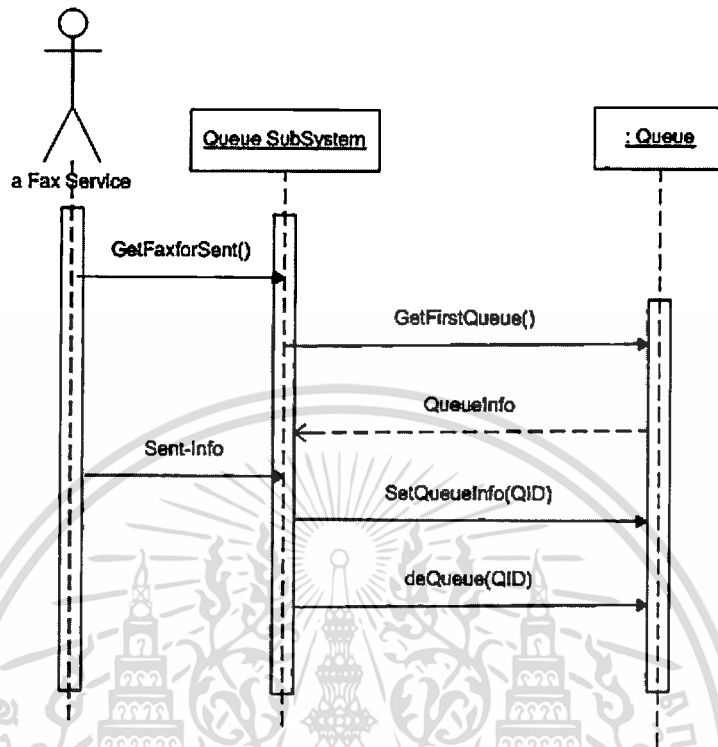 Queue SubSystem
: Queue
a Fax Service
GetFaxforSent()
GetFirstQueue()
QueueInfo
Sent-Info
SetQueueInfo(QID)
deQueue(QID)